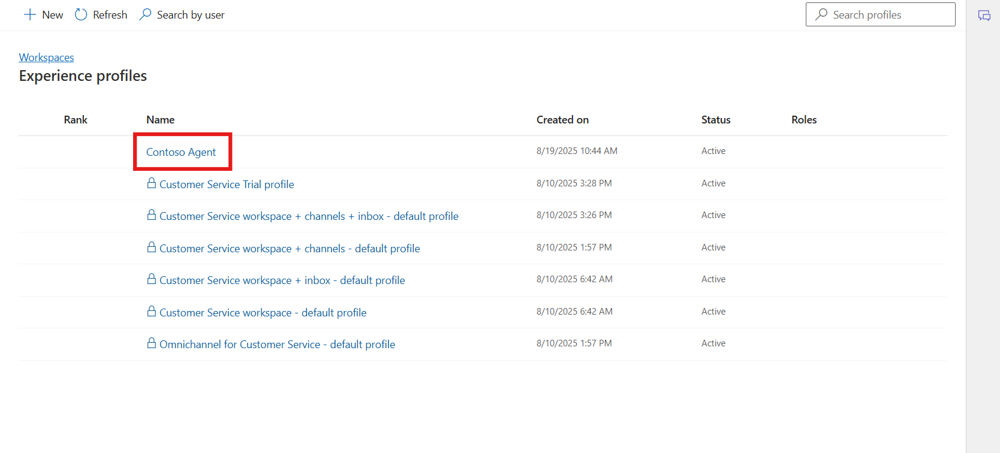 New Refresh Search by user Search profiles
Workspaces
Experience profiles
Rank Name Created on Status Roles
Contoso Agent 8/19/2025 10:44 AM Active
Customer Service Trial profile 8/10/2025 3:28 PM Active
Customer Service workspace + channels + inbox - default profile 8/10/2025 3:26 PM Active
Customer Service workspace + channels - default profile 8/10/2025 1:57 PM Active
Customer Service workspace + inbox - default profile 8/10/2025 6:42 AM Active
Customer Service workspace - default profile 8/10/2025 6:42 AM Active
Omnichannel for Customer Service - default profile 8/10/2025 1:57 PM Active